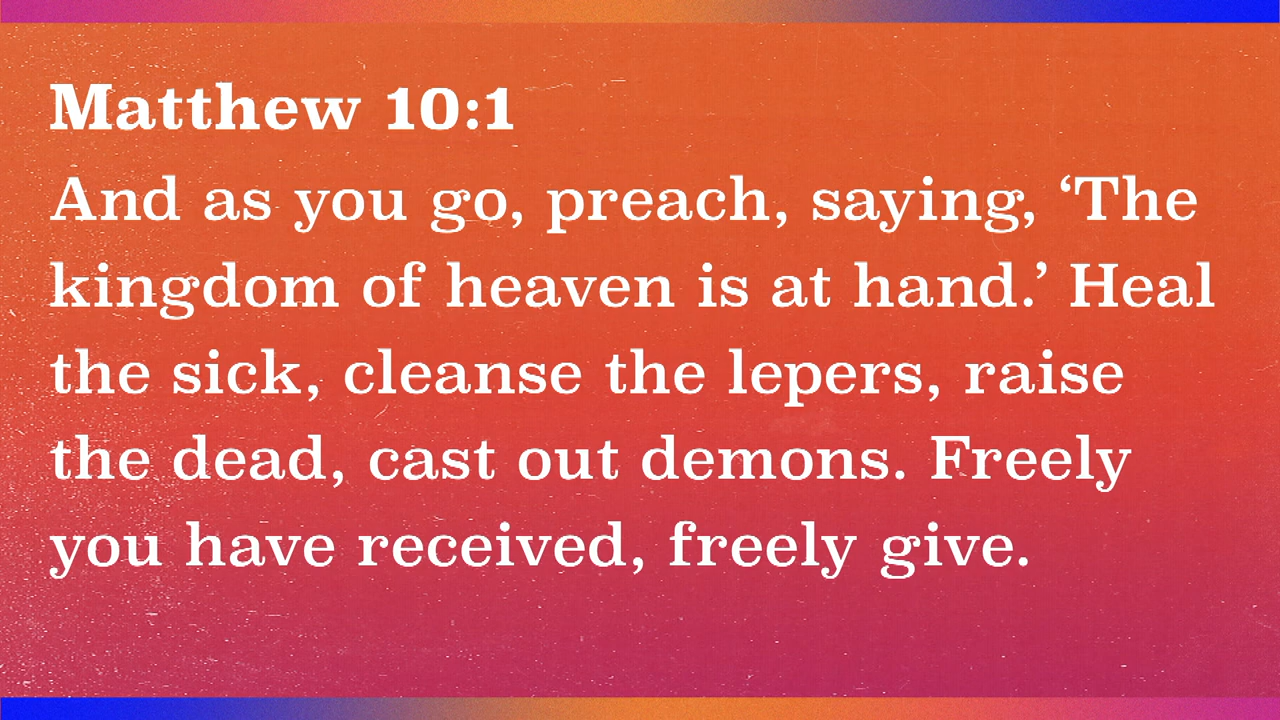 Matthew 10:1
And as you go, preach, saying, ‘The
kingdom of heaven is at hand.’ Heal
the sick, cleanse the lepers, raise
the dead, cast out demons. Freely
you have received, freely give.